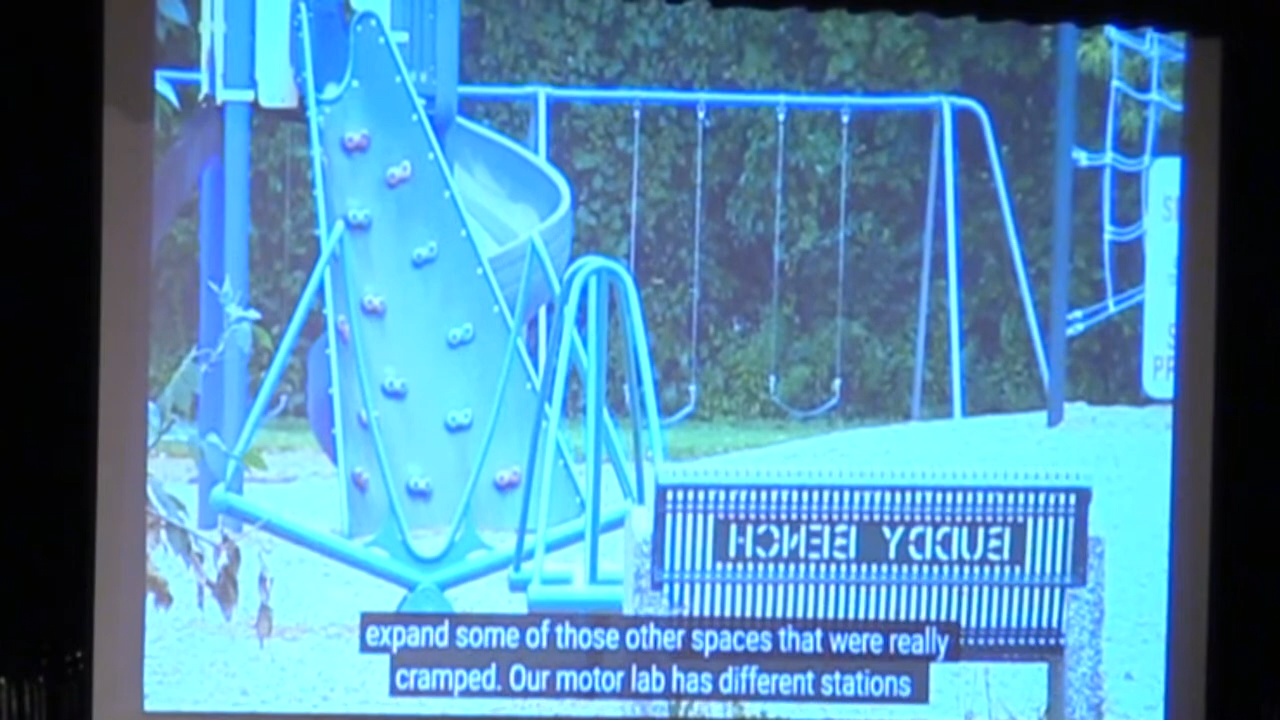 BUDDY BENCH
expand some of those other spaces that were really
cramped. Our motor lab has different stations